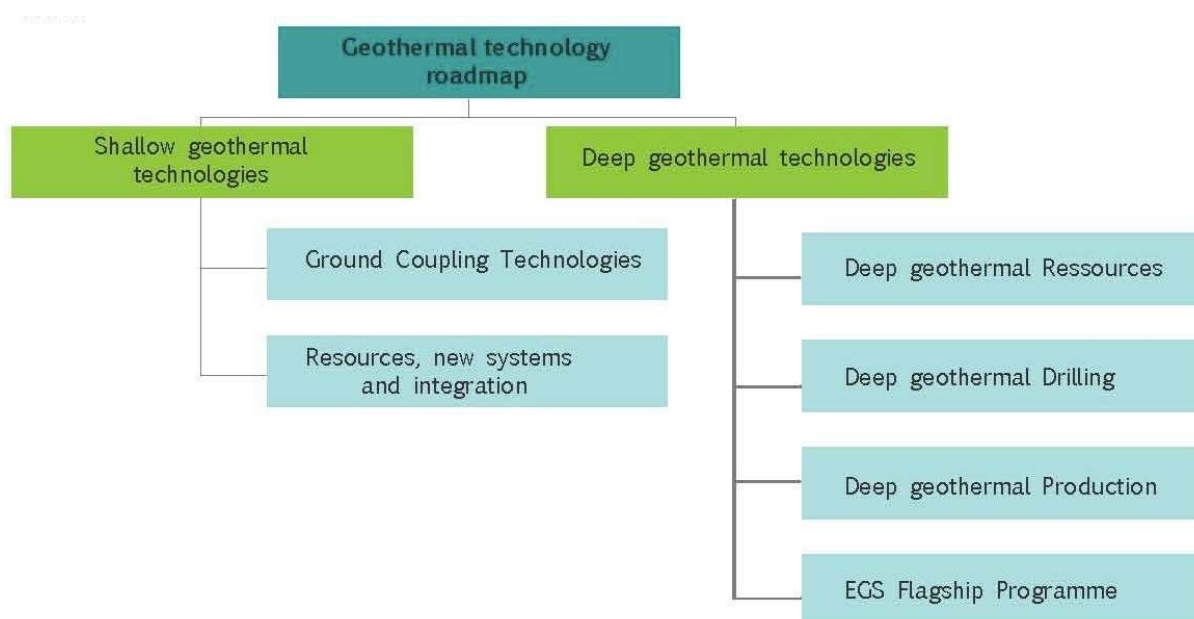 Geothermal technology
roadmap
Shallow geothermal
technologies
Deep geothermal technologies
Ground Coupling Technologies
Resources, new systems
and integration
Deep geothermal Ressources
Deep geothermal Drilling
Deep geothermal Production
EGS Flagship Programme